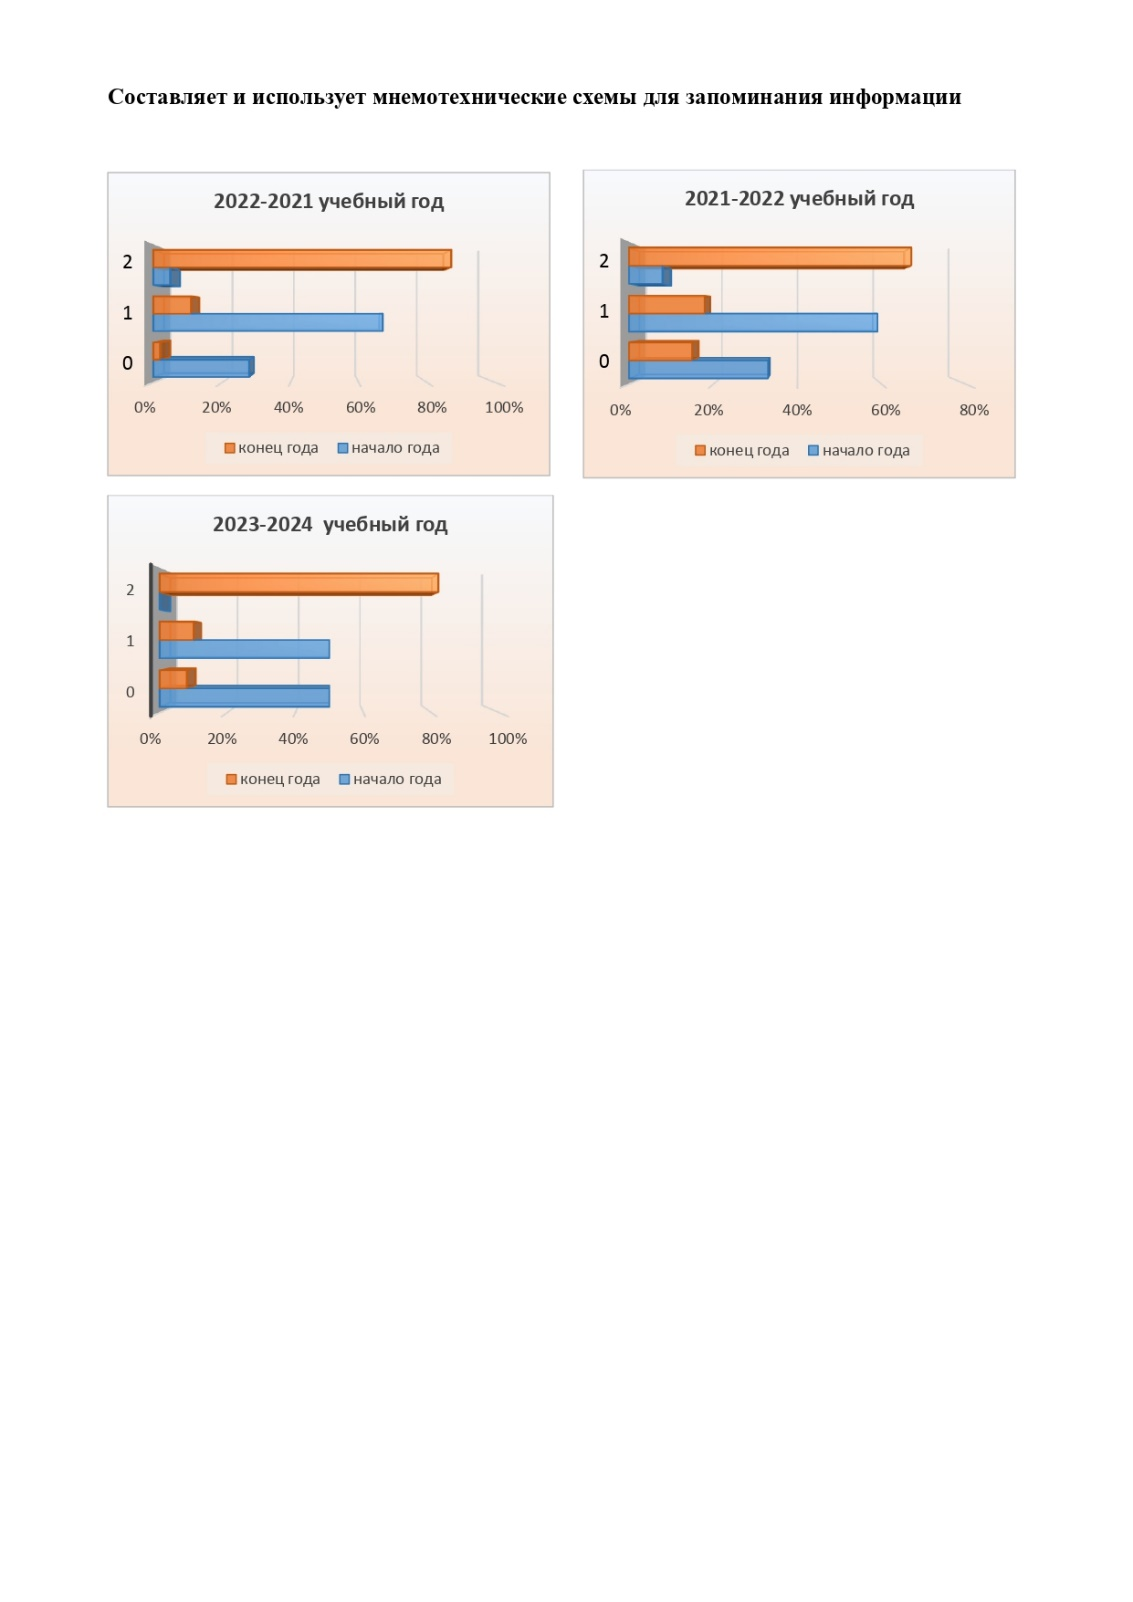 Составляет и использует мнемотехнические схемы для запоминания информации
2022-2021 учебный год
2
1
0
0% 20% 40% 60% 80% 100%
конец года начало года
2021-2022 учебный год
2
1
0
0% 20% 40% 60% 80%
конец года начало года
2023-2024 учебный год
2
1
0
0% 20% 40% 60% 80% 100%
конец года начало года